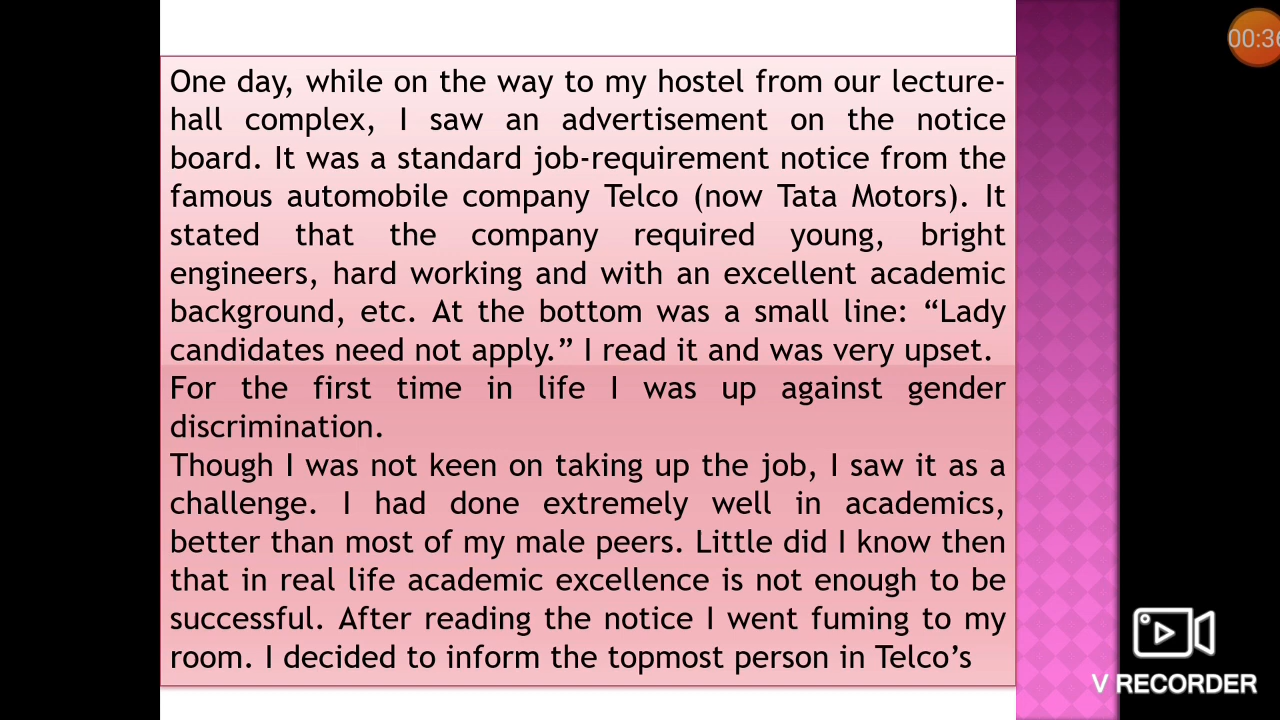 One day, while on the way to my hostel from our lecture-
hall complex, I saw an advertisement on the notice
board. It was a standard job-requirement notice from the
famous automobile company Telco (now Tata Motors). It
stated that the company required young, bright
engineers, hard working and with an excellent academic
background, etc. At the bottom was a small line: “Lady
candidates need not apply.” I read it and was very upset.
For the first time in life I was up against gender
discrimination.
Though I was not keen on taking up the job, I saw it as a
challenge. I had done extremely well in academics,
better than most of my male peers. Little did I know then
that in real life academic excellence is not enough to be
successful. After reading the notice I went fuming to my
room. I decided to inform the topmost person in Telco’s
00:36
V RECORDER